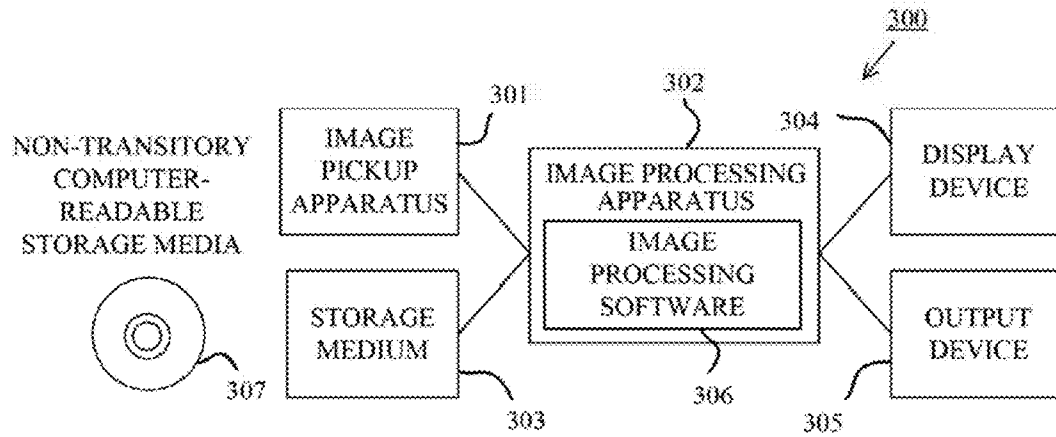 300
301
302
304
NON-TRANSITORY
COMPUTER-
READABLE
STORAGE MEDIA
IMAGE
PICKUP
APPARATUS
IMAGE PROCESSING
APPARATUS
IMAGE
PROCESSING
SOFTWARE
DISPLAY
DEVICE
STORAGE
MEDIUM
OUTPUT
DEVICE
307
303
306
305